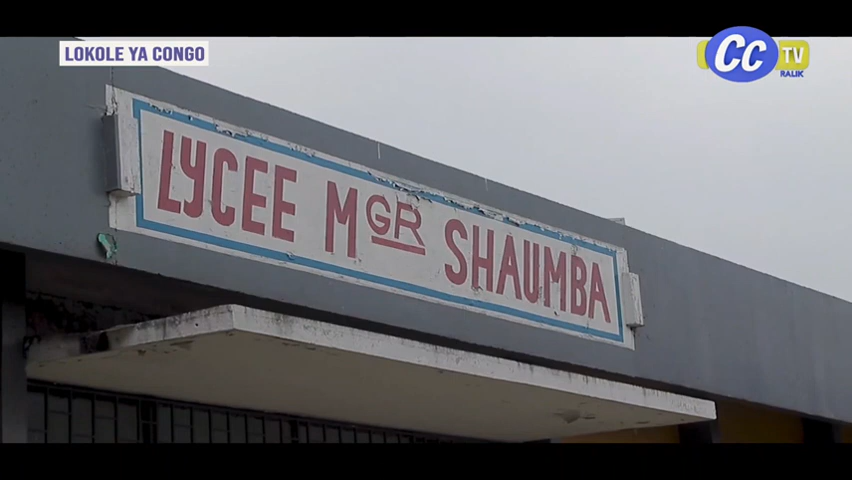 LOKOLE YA CONGO
CC TV
RALIK
LYCEE MGR SHAUMBA